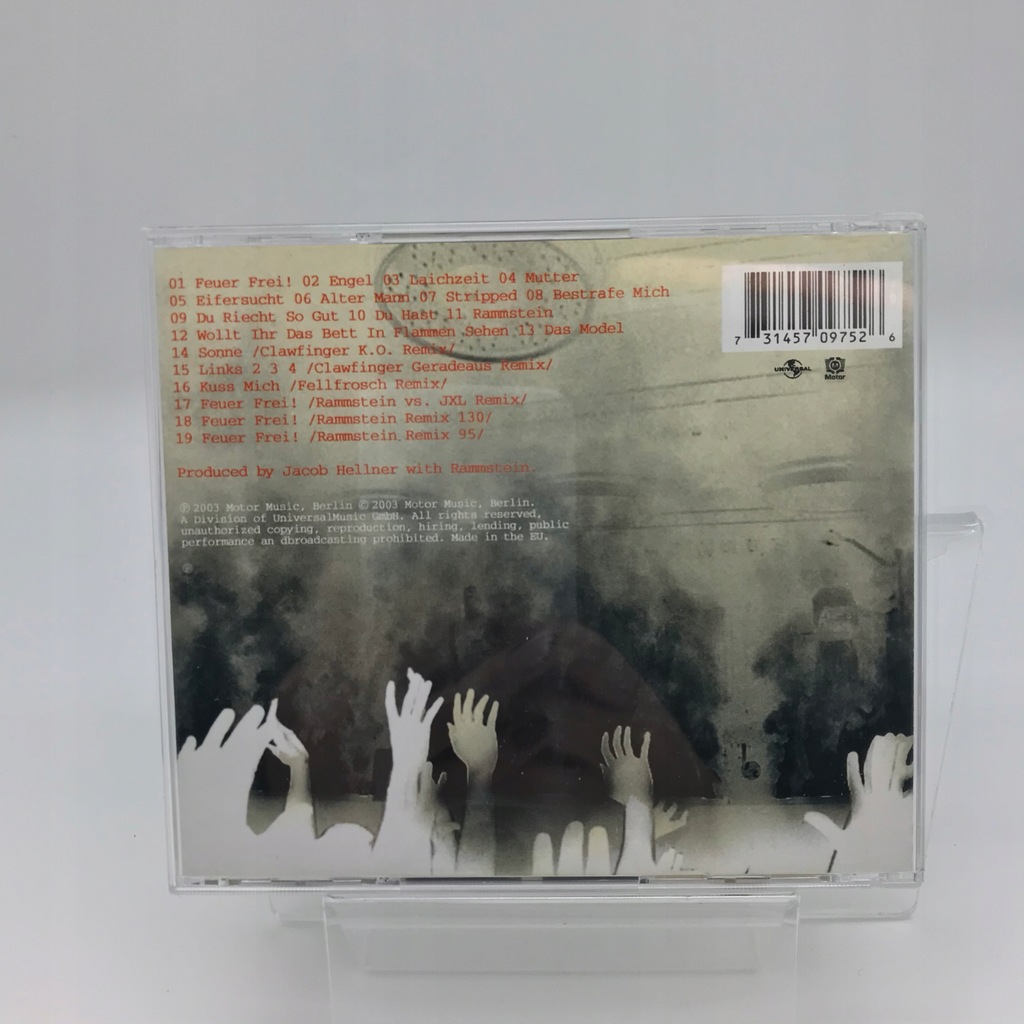 01 Feuer Frei! 02 Engel 03 Laichzeit 04 Mutter
05 Eifersucht 06 Alter Mann 07 Stripped 08 Bestrafe Mich
09 Du Riecht So Gut 10 Du Hast 11 Rammstein
12 Wollt Ihr Das Bett In Flammen Sehen 13 Das Model
14 Sonne /Clawfinger K.O. Remix/
15 Links 2 3 4 /Clawfinger Geradeaus Remix/
16 Kuss Mich /Fellfrosch Remix/
17 Feuer Frei! /Rammstein vs. JXL Remix/
18 Feuer Frei! /Rammstein Remix 130/
19 Feuer Frei! /Rammstein Remix 95/
Produced by Jacob Hellner with Rammstein.
℗ 2003 Motor Music, Berlin © 2003 Motor Music, Berlin.
A Division of UniversalMusic GmbH. All rights reserved,
unauthorized copying, reproduction, hiring, lending, public
performance an dbroadcasting prohibited. Made in the EU.
7 31457 09752 6
UNIVERSAL
Motor